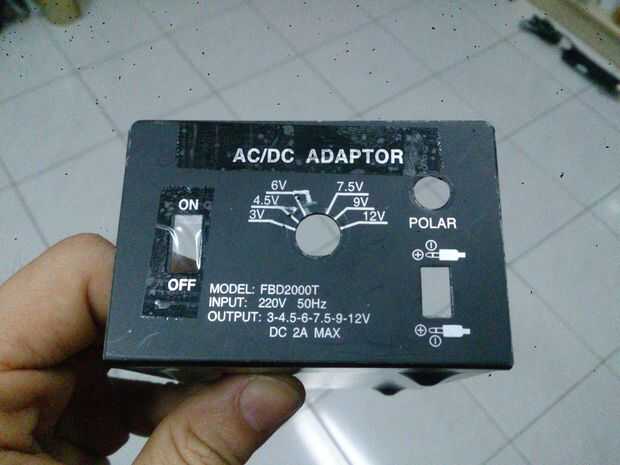 AC/DC ADAPTOR
6V 7.5V
4.5V 9V
3V 12V
ON
OFF
POLAR
MODEL: FBD2000T
INPUT: 220V 50Hz
OUTPUT: 3-4.5-6-7.5-9-12V
DC 2A MAX